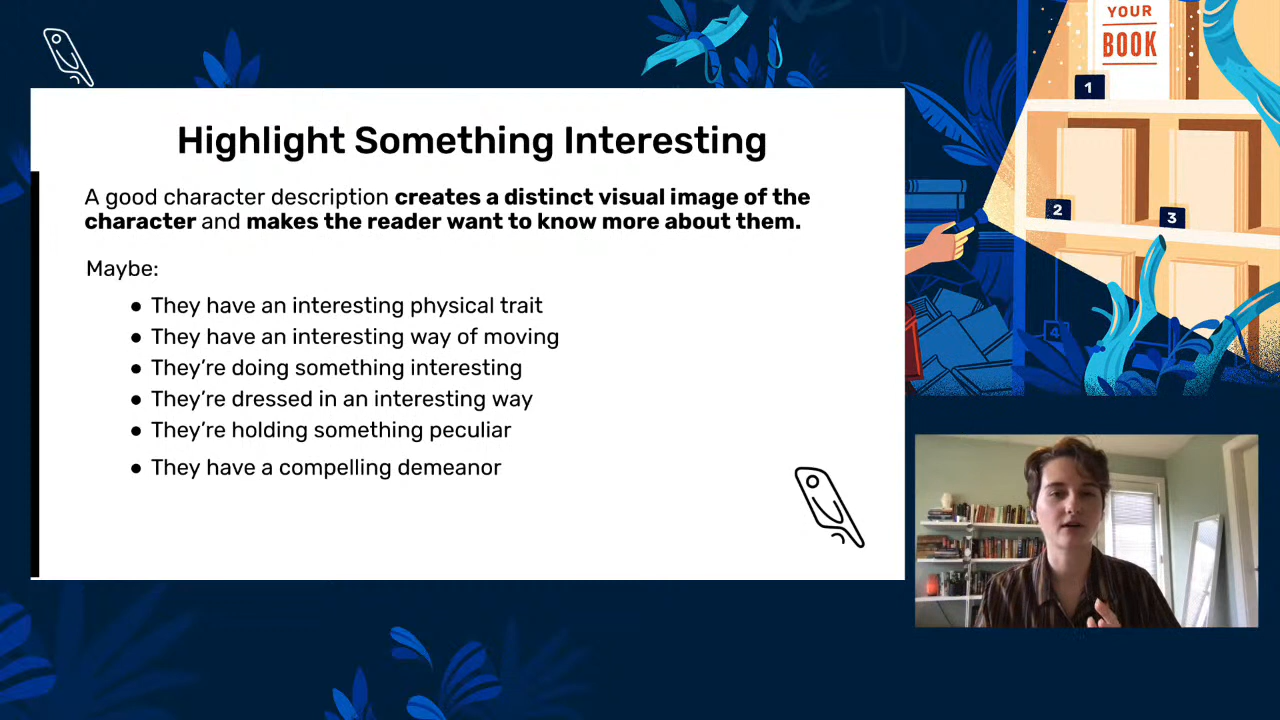 YOUR
BOOK
1
2
3
4
Highlight Something Interesting
A good character description creates a distinct visual image of the
character and makes the reader want to know more about them.
Maybe:
● They have an interesting physical trait
● They have an interesting way of moving
● They’re doing something interesting
● They’re dressed in an interesting way
● They’re holding something peculiar
● They have a compelling demeanor